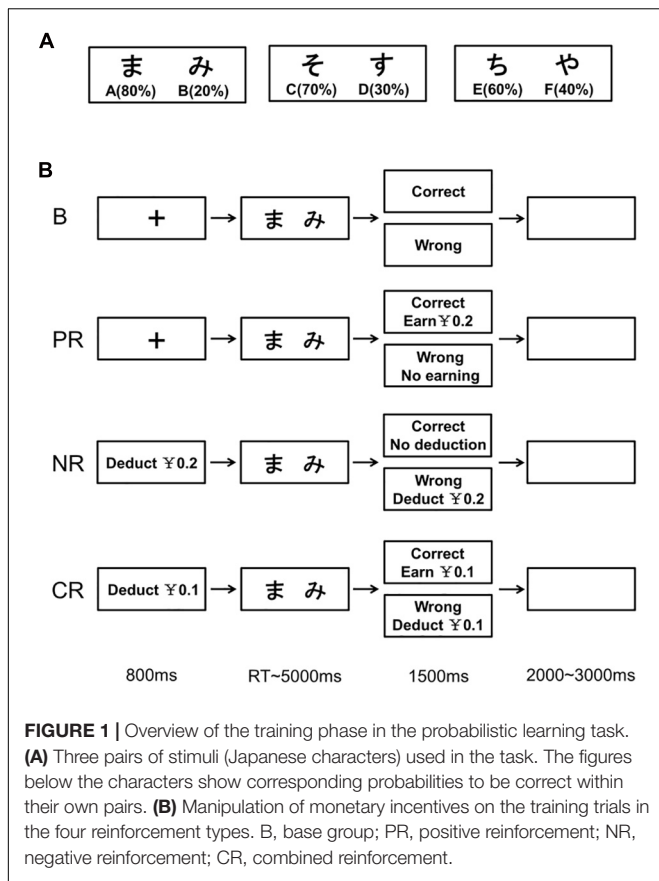 A
ま み そ す ち や
A(80%) B(20%) C(70%) D(30%) E(60%) F(40%)
B
B + ま み Correct
Wrong
PR + ま み Correct
Earn ¥0.2
Wrong
No earning
NR Deduct ¥0.2 ま み Correct
No deduction
Wrong
Deduct ¥0.2
CR Deduct ¥0.1 ま み Correct
Earn ¥0.1
Wrong
Deduct ¥0.1
800ms RT~5000ms 1500ms 2000~3000ms
FIGURE 1 | Overview of the training phase in the probabilistic learning task.
(A) Three pairs of stimuli (Japanese characters) used in the task. The figures
below the characters show corresponding probabilities to be correct within
their own pairs. (B) Manipulation of monetary incentives on the training trials in
the four reinforcement types. B, base group; PR, positive reinforcement; NR,
negative reinforcement; CR, combined reinforcement.